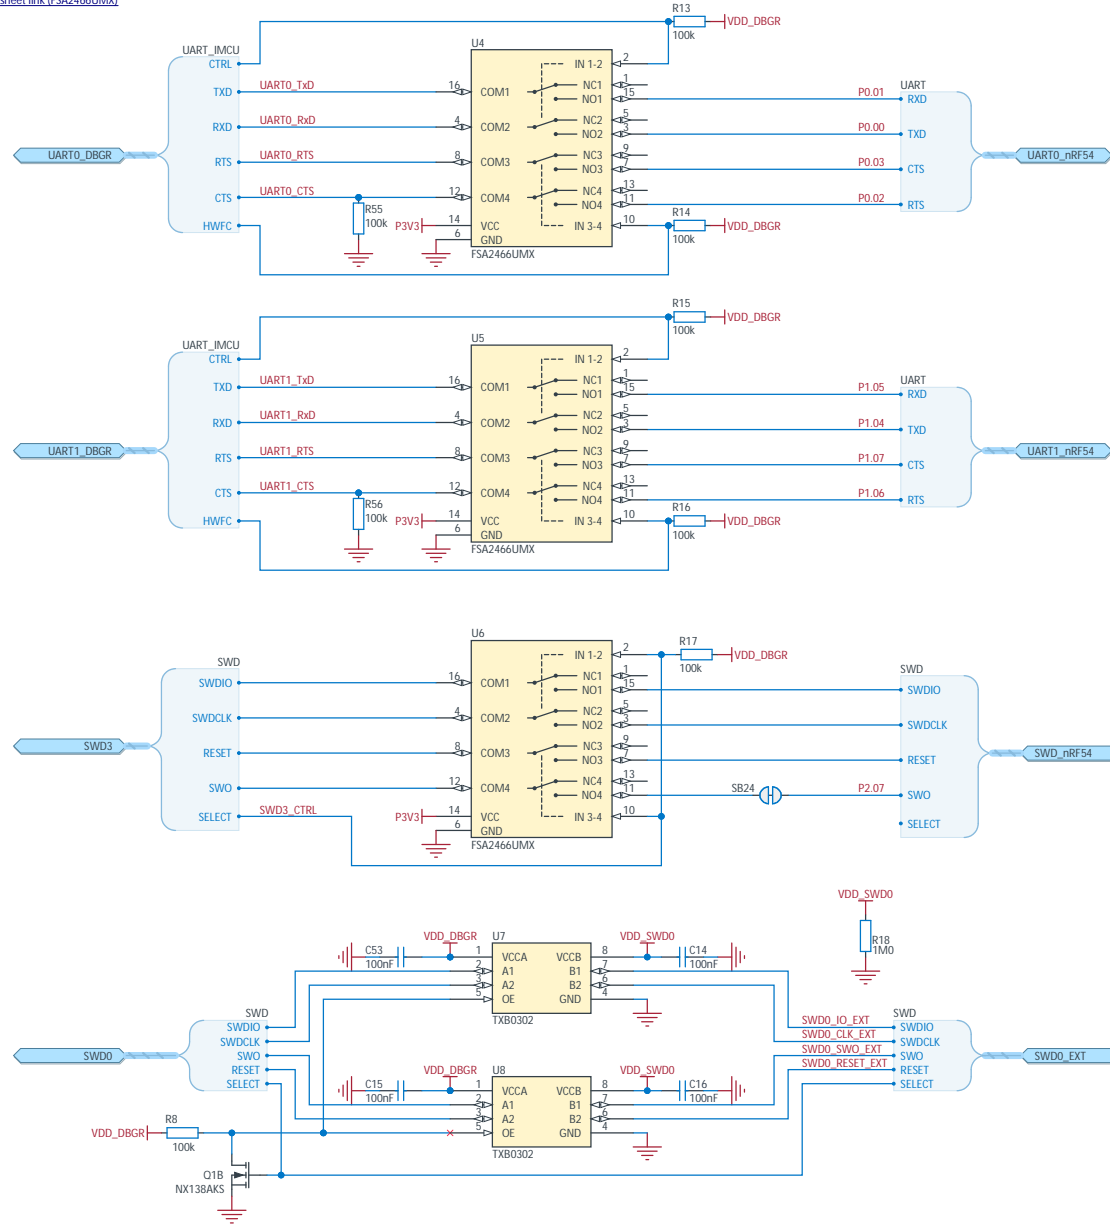 sheet link (FSA2466UMX)
R13
VDD_DBGR
100k
UART_IMCU
U4
CTRL
IN 1-2
2
TXD
UART0_TxD
16
COM1
NC1
1
NO1
15
P0.01
UART
RXD
RXD
UART0_RxD
4
COM2
NC2
5
NO2
3
P0.00
TXD
UART0_DBGR
RTS
UART0_RTS
8
COM3
NC3
9
NO3
7
P0.03
CTS
UART0_nRF54
CTS
UART0_CTS
12
COM4
NC4
13
NO4
11
P0.02
RTS
R55
100k
HWFC
P3V3
14
VCC
IN 3-4
10
R14
VDD_DBGR
100k
6
GND
FSA2466UMX
R15
VDD_DBGR
100k
UART_IMCU
U5
CTRL
IN 1-2
2
TXD
UART1_TxD
16
COM1
NC1
1
NO1
15
P1.05
UART
RXD
RXD
UART1_RxD
4
COM2
NC2
5
NO2
3
P1.04
TXD
UART1_DBGR
RTS
UART1_RTS
8
COM3
NC3
9
NO3
7
P1.07
CTS
UART1_nRF54
CTS
UART1_CTS
12
COM4
NC4
13
NO4
11
P1.06
RTS
R56
100k
HWFC
P3V3
14
VCC
IN 3-4
10
R16
VDD_DBGR
100k
6
GND
FSA2466UMX
U6
IN 1-2
2
R17
VDD_DBGR
100k
SWD
SWDIO
16
COM1
NC1
1
NO1
15
SWD
SWDIO
SWDCLK
4
COM2
NC2
5
NO2
3
SWDCLK
SWD3
RESET
8
COM3
NC3
9
NO3
7
RESET
SWD_nRF54
SWO
12
COM4
NC4
13
NO4
11
SB24
P2.07
SWO
SELECT
SWD3_CTRL
P3V3
14
VCC
IN 3-4
10
SELECT
6
GND
FSA2466UMX
VDD_SWD0
R18
1M0
VDD_DBGR
U7
VDD_SWD0
C53
100nF
1
VCCA
VCCB
8
C14
100nF
2
A1
B1
7
3
A2
B2
6
5
OE
GND
4
TXB0302
SWD
SWDIO
SWDCLK
SWO
RESET
SELECT
SWD0
SWD0_IO_EXT
SWD0_CLK_EXT
SWD0_SWO_EXT
SWD0_RESET_EXT
SWD
SWDIO
SWDCLK
SWO
RESET
SELECT
SWD0_EXT
VDD_DBGR
U8
VDD_SWD0
C15
100nF
1
VCCA
VCCB
8
C16
100nF
2
A1
B1
7
3
A2
B2
6
5
OE
GND
4
TXB0302
R8
VDD_DBGR
100k
Q1B
NX138AKS